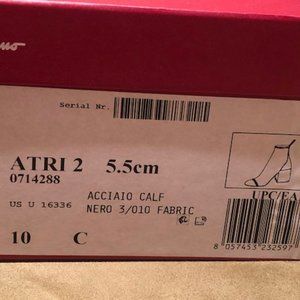 Serial Nr.
ATRI 2 5.5cm
0714288
ACCIAIO CALF
US U 16336 NERO 3/010 FABRIC
UPC/EA
10 C
8 057453 232597